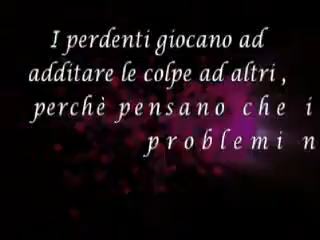 I perdenti giocano ad
additare le colpe ad altri ,
perchè pensano che i
problemi n